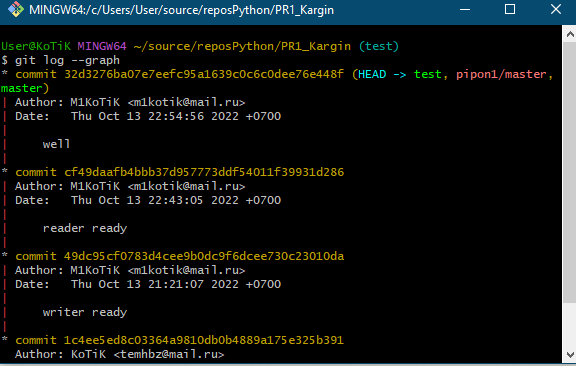 MINGW64:/c/Users/User/source/reposPython/PR1_Kargin
User@KoTiK MINGW64 ~/source/reposPython/PR1_Kargin (test)
$ git log --graph
* commit 32d3276ba07e7eefc95a1639c0c6c0dee76e448f (HEAD -> test, pipon1/master,
master)
| Author: M1KoTiK <m1kotik@mail.ru>
| Date:   Thu Oct 13 22:54:56 2022 +0700
|
|     well
|
* commit cf49daafb4bbb37d957773ddf54011f39931d286
| Author: M1KoTiK <m1kotik@mail.ru>
| Date:   Thu Oct 13 22:43:05 2022 +0700
|
|     reader ready
|
* commit 49dc95cf0783d4cee9b0dc9f6dcee730c23010da
| Author: M1KoTiK <m1kotik@mail.ru>
| Date:   Thu Oct 13 21:21:07 2022 +0700
|
|     writer ready
|
* commit 1c4ee5ed8c03364a9810db0b4889a175e325b391
  Author: KoTiK <temhbz@mail.ru>